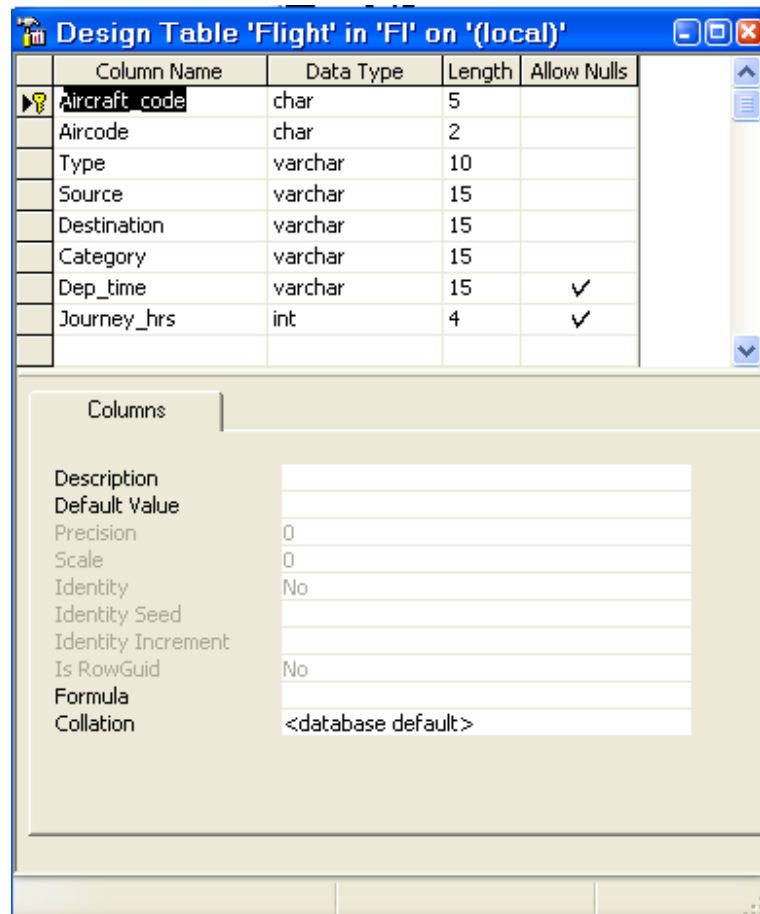 Design Table 'Flight' in 'FI' on '(local)'
Column Name Data Type Length Allow Nulls
Aircraft_code char 5
Aircode char 2
Type varchar 10
Source varchar 15
Destination varchar 15
Category varchar 15
Dep_time varchar 15
Journey_hrs int 4
Columns
Description
Default Value
Precision 0
Scale 0
Identity No
Identity Seed
Identity Increment
Is RowGuid No
Formula
Collation <database default>